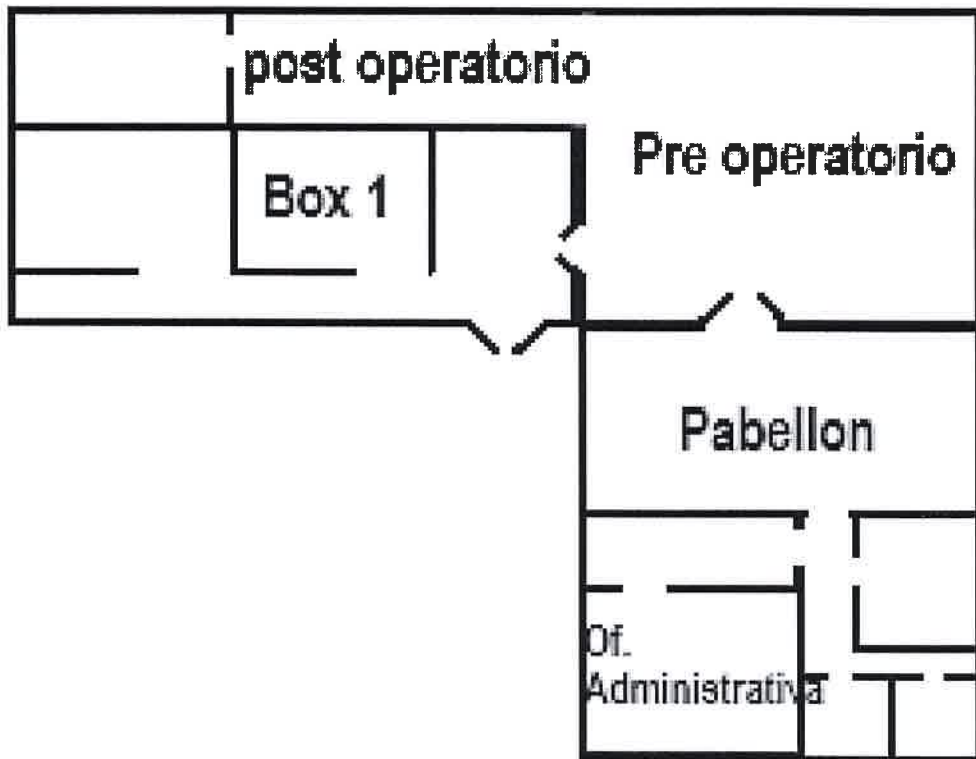 post operatorio
Pre operatorio
Box 1
Pabellon
Of.
Administrativa